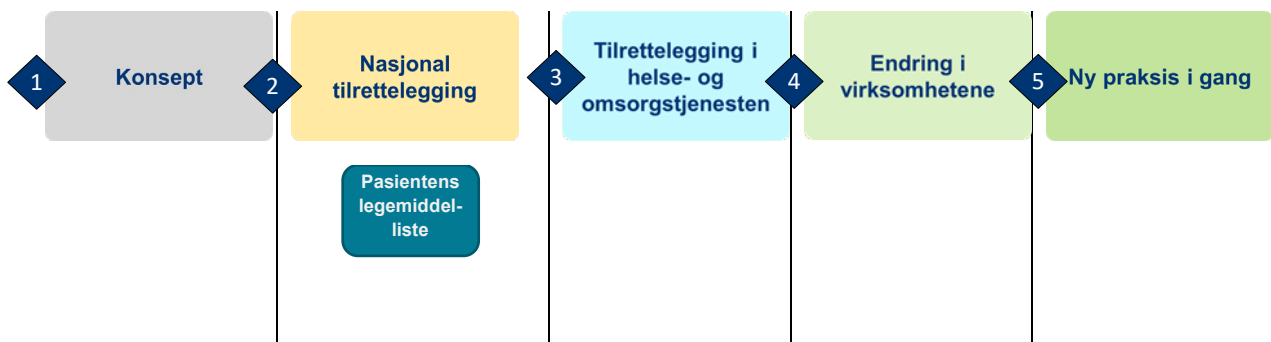 1
Konsept
2
Nasjonal
tilrettelegging
3
Tilrettelegging i
helse- og
omsorgstjenesten
4
Endring i
virksomhetene
5
Ny praksis i gang
Pasientens
legemiddel-
liste